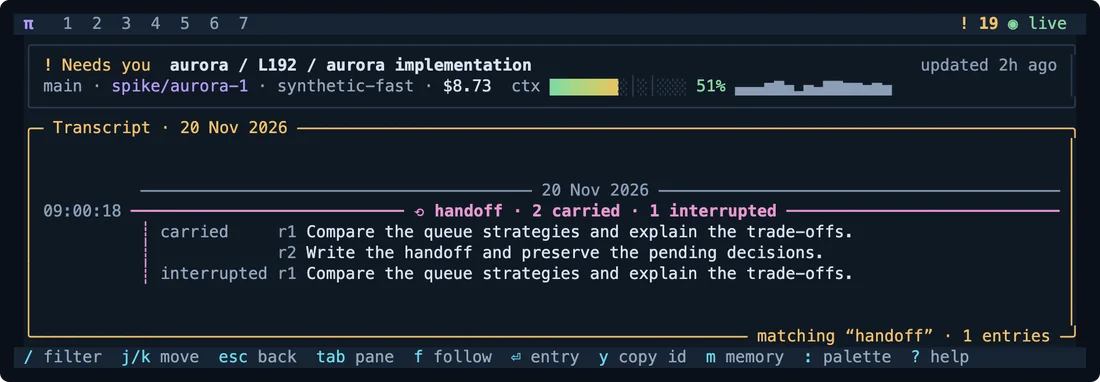 π 1 2 3 4 5 6 7 ! 19 ◉ live
! Needs you aurora / L192 / aurora implementation updated 2h ago
main · spike/aurora-1 · synthetic-fast · $8.73 ctx 51%
Transcript · 20 Nov 2026
20 Nov 2026
09:00:18 ⟲ handoff · 2 carried · 1 interrupted
carried r1 Compare the queue strategies and explain the trade-offs.
r2 Write the handoff and preserve the pending decisions.
interrupted r1 Compare the queue strategies and explain the trade-offs.
matching “handoff” · 1 entries
/ filter j/k move esc back tab pane f follow ⏎ entry y copy id m memory : palette ? help